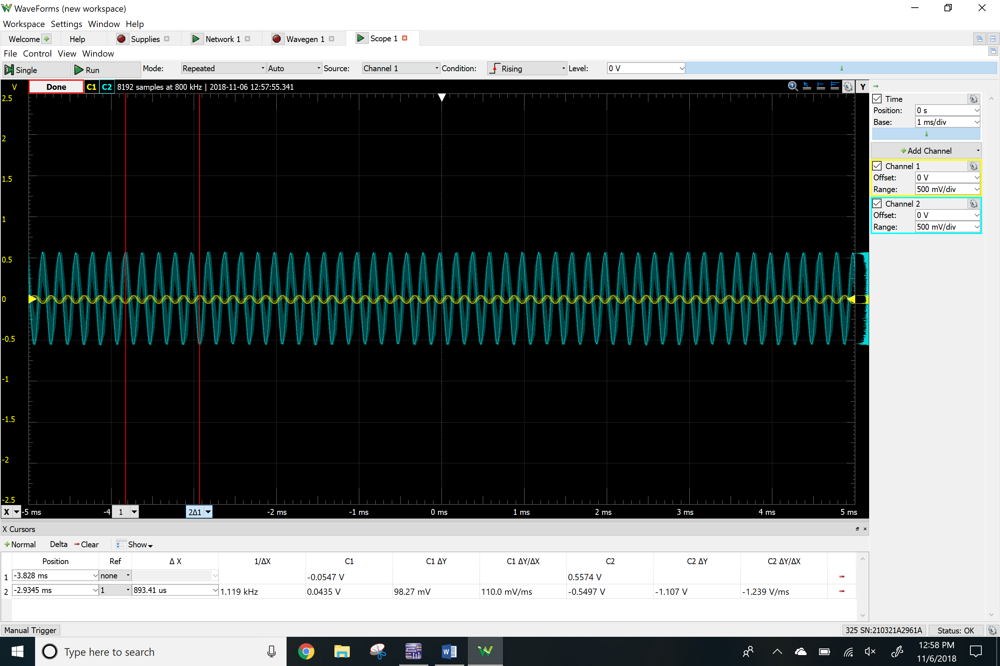 WaveForms (new workspace)
Workspace Settings Window Help
Welcome Help Supplies Network 1 Wavegen 1 Scope 1
File Control View Window
Single Run Mode: Repeated Auto Source: Channel 1 Condition: Rising Level: 0 V
V Done C1 C2 8192 samples at 800 kHz | 2018-11-06 12:57:55.341 Y
2.5
2
1.5
1
0.5
0
-0.5
-1
-1.5
-2
-2.5
X -5 ms -4 1 2Δ1 -2 ms -1 ms 0 ms 1 ms 2 ms 3 ms 4 ms 5 ms
Time
Position: 0 s
Base: 1 ms/div
Add Channel
Channel 1
Offset: 0 V
Range: 500 mV/div
Channel 2
Offset: 0 V
Range: 500 mV/div
X Cursors
Normal Delta Clear Show
Position Ref Δ X 1/ΔX C1 C1 ΔY C1 ΔY/ΔX C2 C2 ΔY C2 ΔY/ΔX
1 -3.828 ms none -0.0547 V 0.5574 V
2 -2.9345 ms 1 893.41 us 1.119 kHz 0.0435 V 98.27 mV 110.0 mV/ms -0.5497 V -1.107 V -1.239 V/ms
Manual Trigger 325 SN:210321A2961A Status: OK
Type here to search
12:58 PM
11/6/2018